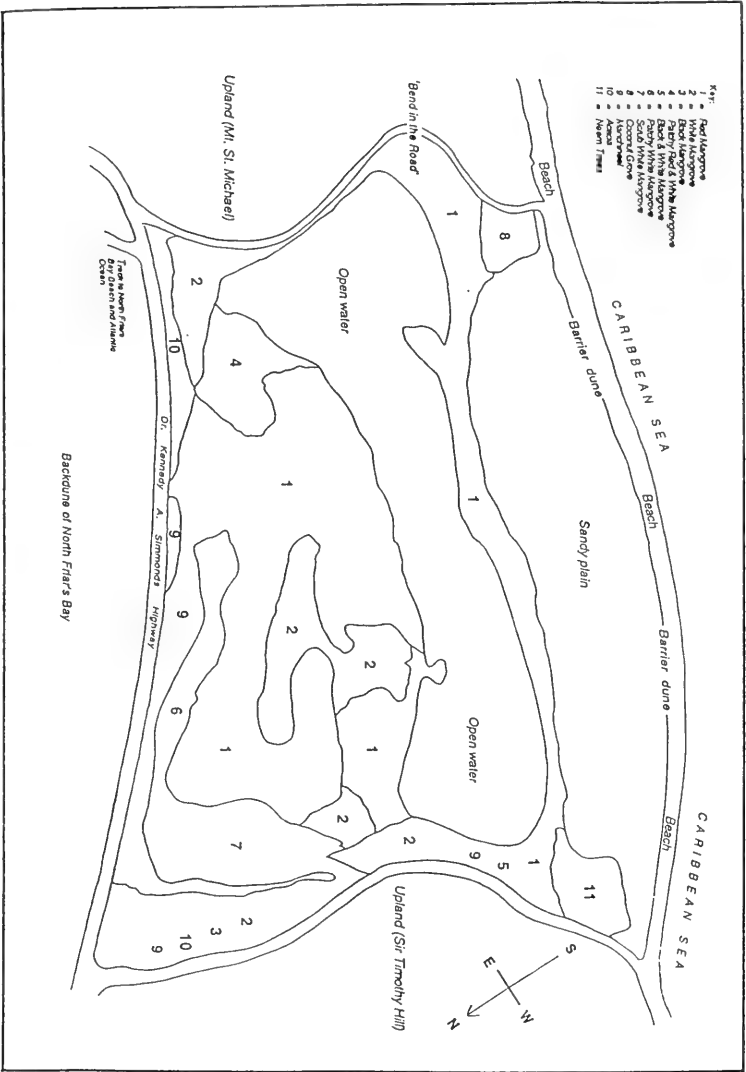 Key:
1 = Red Mangrove
2 = White Mangrove
3 = Black Mangrove
4 = Patchy Red & White Mangrove
5 = Black & White Mangrove
6 = Patchy White Mangrove
7 = Scrub White Mangrove
8 = Coconut Grove
9 = Manchineel
10 = Acacia
11 = Neem Trees
CARIBBEAN SEA
CARIBBEAN SEA
Beach
Barrier dune
Beach
Barrier dune
Beach
'Bend in the Road'
8
1
Sandy plain
11
1
Open water
Open water
1
5
9
2
Upland (Mt. St. Michael)
2
4
1
2
2
1
2
Upland (Sir Timothy Hill)
10
9
9
6
1
7
2
3
10
9
Track to North Friars
Bay Beach and Atlantic
Ocean
Dr. Kennedy A. Simmonds Highway
Backdune of North Friar's Bay
S
E
W
N